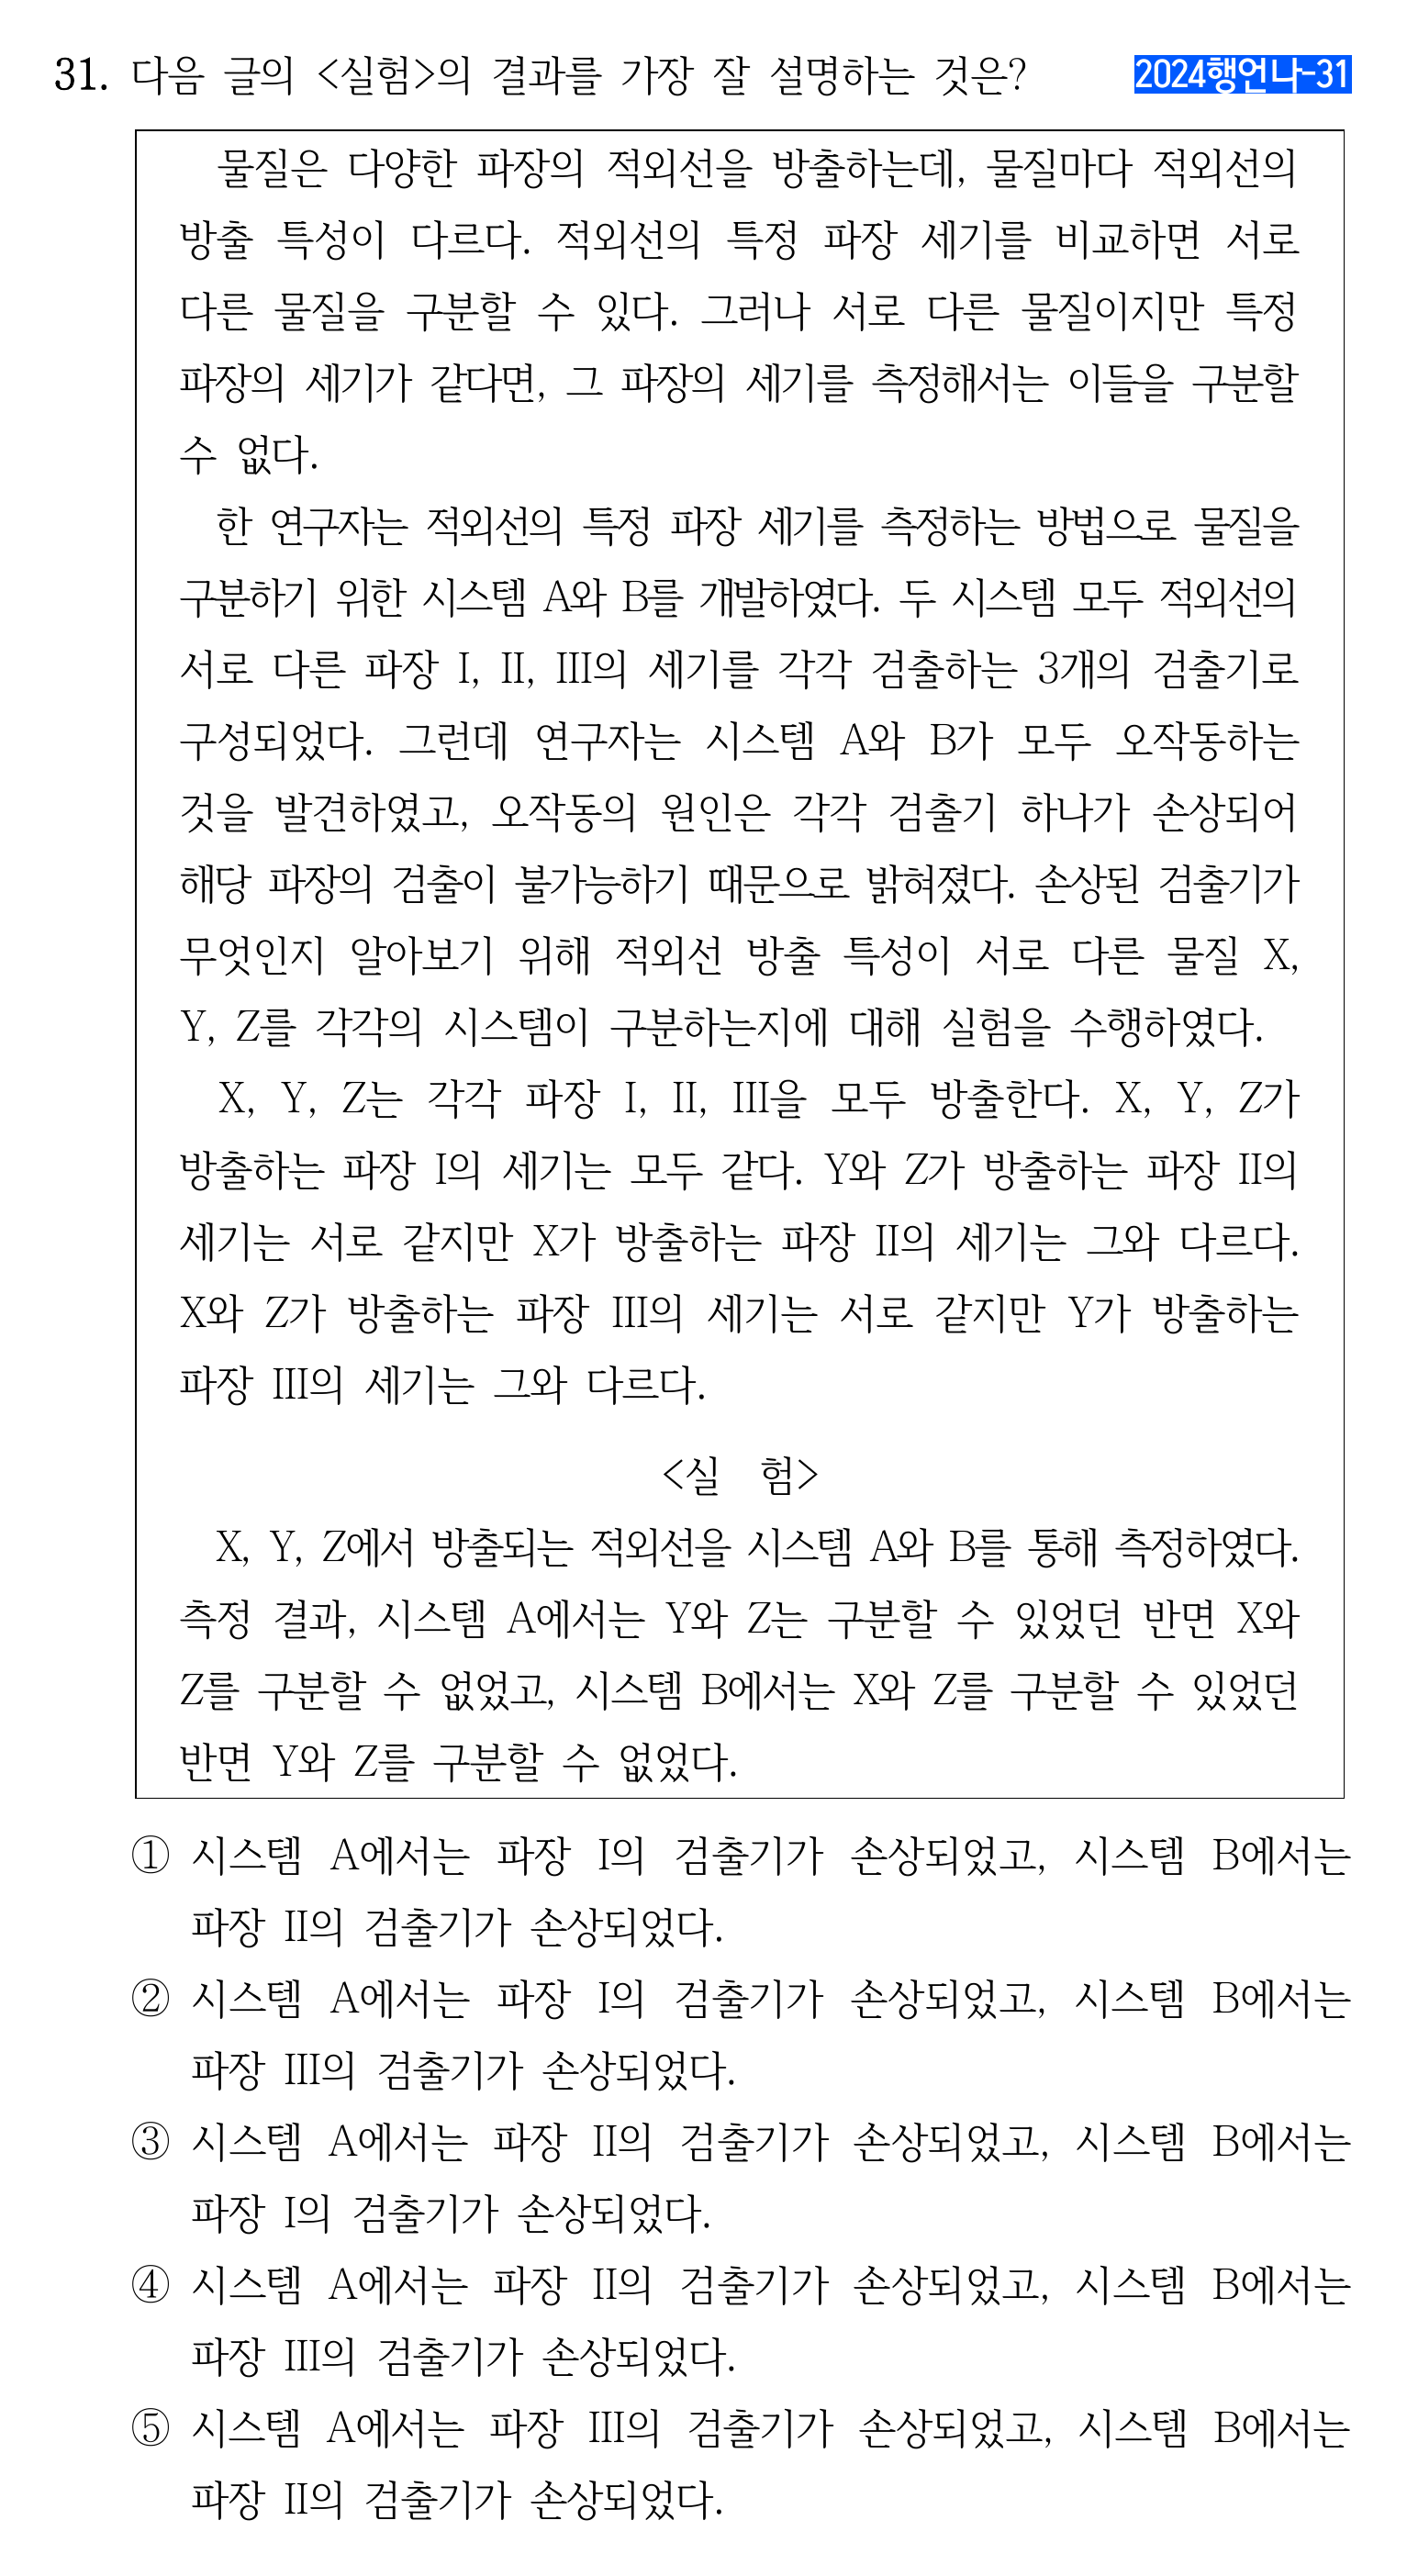 31. 다음 글의 <실험>의 결과를 가장 잘 설명하는 것은? 2024행언나-31
물질은 다양한 파장의 적외선을 방출하는데, 물질마다 적외선의
방출 특성이 다르다. 적외선의 특정 파장 세기를 비교하면 서로
다른 물질을 구분할 수 있다. 그러나 서로 다른 물질이지만 특정
파장의 세기가 같다면, 그 파장의 세기를 측정해서는 이들을 구분할
수 없다.
한 연구자는 적외선의 특정 파장 세기를 측정하는 방법으로 물질을
구분하기 위한 시스템 A와 B를 개발하였다. 두 시스템 모두 적외선의
서로 다른 파장 I, II, III의 세기를 각각 검출하는 3개의 검출기로
구성되었다. 그런데 연구자는 시스템 A와 B가 모두 오작동하는
것을 발견하였고, 오작동의 원인은 각각 검출기 하나가 손상되어
해당 파장의 검출이 불가능하기 때문으로 밝혀졌다. 손상된 검출기가
무엇인지 알아보기 위해 적외선 방출 특성이 서로 다른 물질 X,
Y, Z를 각각의 시스템이 구분하는지에 대해 실험을 수행하였다.
X, Y, Z는 각각 파장 I, II, III을 모두 방출한다. X, Y, Z가
방출하는 파장 I의 세기는 모두 같다. Y와 Z가 방출하는 파장 II의
세기는 서로 같지만 X가 방출하는 파장 II의 세기는 그와 다르다.
X와 Z가 방출하는 파장 III의 세기는 서로 같지만 Y가 방출하는
파장 III의 세기는 그와 다르다.
<실 험>
X, Y, Z에서 방출되는 적외선을 시스템 A와 B를 통해 측정하였다.
측정 결과, 시스템 A에서는 Y와 Z는 구분할 수 있었던 반면 X와
Z를 구분할 수 없었고, 시스템 B에서는 X와 Z를 구분할 수 있었던
반면 Y와 Z를 구분할 수 없었다.
① 시스템 A에서는 파장 I의 검출기가 손상되었고, 시스템 B에서는
파장 II의 검출기가 손상되었다.
② 시스템 A에서는 파장 I의 검출기가 손상되었고, 시스템 B에서는
파장 III의 검출기가 손상되었다.
③ 시스템 A에서는 파장 II의 검출기가 손상되었고, 시스템 B에서는
파장 I의 검출기가 손상되었다.
④ 시스템 A에서는 파장 II의 검출기가 손상되었고, 시스템 B에서는
파장 III의 검출기가 손상되었다.
⑤ 시스템 A에서는 파장 III의 검출기가 손상되었고, 시스템 B에서는
파장 II의 검출기가 손상되었다.